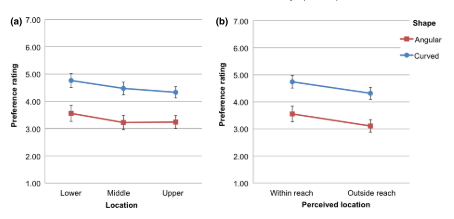 (a)
7.00
6.00
5.00
4.00
3.00
2.00
1.00
Preference rating
Lower Middle Upper
Location
(b)
7.00
6.00
5.00
4.00
3.00
2.00
1.00
Preference rating
Within reach Outside reach
Perceived location
Shape
Angular
Curved